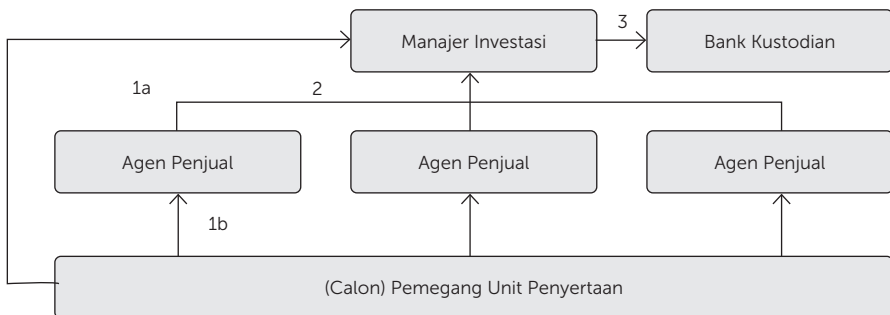 Manajer Investasi
3
Bank Kustodian
1a
2
Agen Penjual
Agen Penjual
Agen Penjual
1b
(Calon) Pemegang Unit Penyertaan